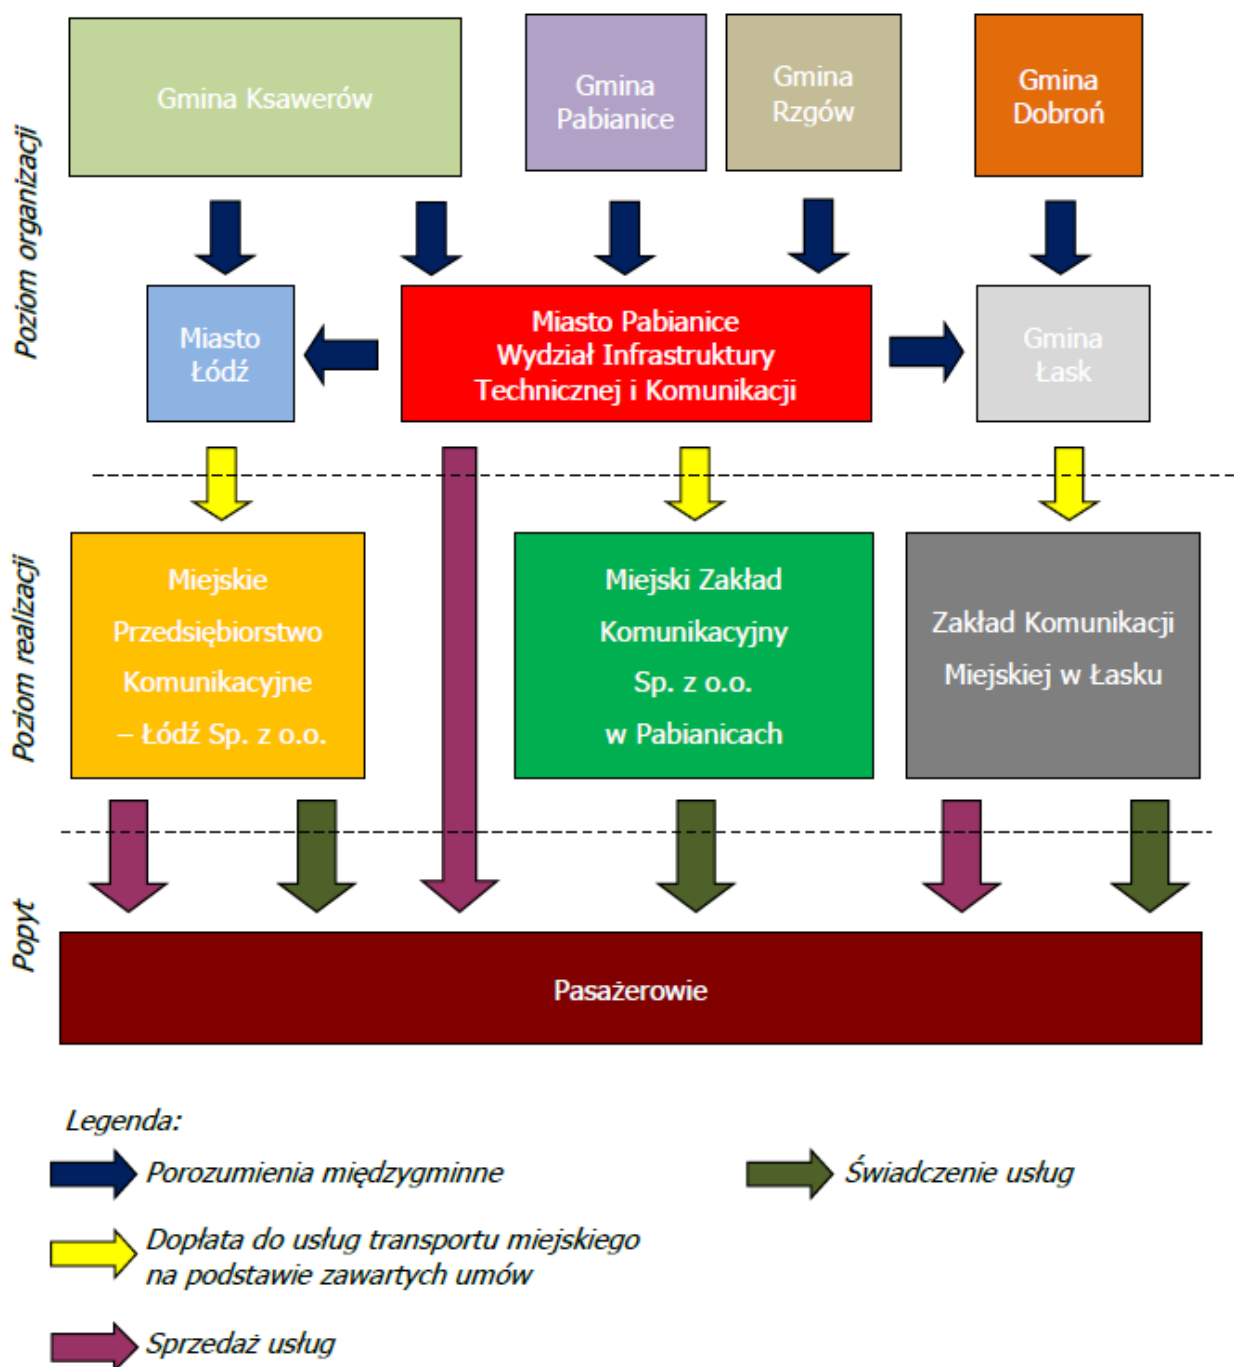 Poziom organizacji
Gmina Ksawerów
Gmina
Pabianice
Gmina
Rzgów
Gmina
Dobroń
Miasto
Łódź
Miasto Pabianice
Wydział Infrastruktury
Technicznej i Komunikacji
Gmina
Łask
Poziom realizacji
Miejskie
Przedsiębiorstwo
Komunikacyjne
– Łódź Sp. z o.o.
Miejski Zakład
Komunikacyjny
Sp. z o.o.
w Pabianicach
Zakład Komunikacji
Miejskiej w Łasku
Popyt
Pasażerowie
Legenda:
Porozumienia międzygminne
Świadczenie usług
Dopłata do usług transportu miejskiego
na podstawie zawartych umów
Sprzedaż usług